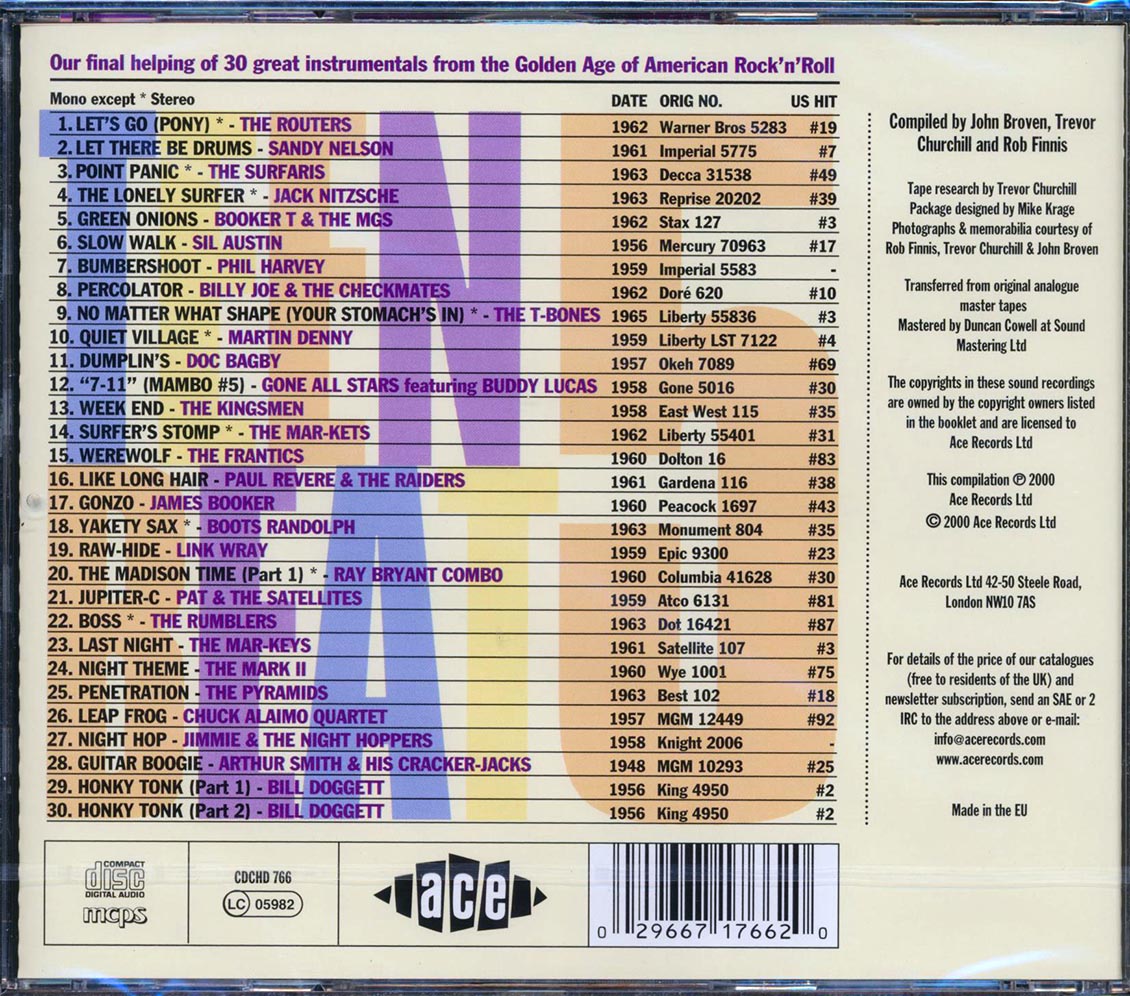 Our final helping of 30 great instrumentals from the Golden Age of American Rock'n'Roll
Mono except * Stereo DATE ORIG NO. US HIT
1. LET'S GO (PONY) * - THE ROUTERS 1962 Warner Bros 5283 #19
2. LET THERE BE DRUMS - SANDY NELSON 1961 Imperial 5775 #7
3. POINT PANIC * - THE SURFARIS 1963 Decca 31538 #49
4. THE LONELY SURFER * - JACK NITZSCHE 1963 Reprise 20202 #39
5. GREEN ONIONS - BOOKER T & THE MGS 1962 Stax 127 #3
6. SLOW WALK - SIL AUSTIN 1956 Mercury 70963 #17
7. BUMBERSHOOT - PHIL HARVEY 1959 Imperial 5583 -
8. PERCOLATOR - BILLY JOE & THE CHECKMATES 1962 Doré 620 #10
9. NO MATTER WHAT SHAPE (YOUR STOMACH'S IN) * - THE T-BONES 1965 Liberty 55836 #3
10. QUIET VILLAGE * - MARTIN DENNY 1959 Liberty LST 7122 #4
11. DUMPLIN'S - DOC BAGBY 1957 Okeh 7089 #69
12. "7-11" (MAMBO #5) - GONE ALL STARS featuring BUDDY LUCAS 1958 Gone 5016 #30
13. WEEK END - THE KINGSMEN 1958 East West 115 #35
14. SURFER'S STOMP * - THE MAR-KETS 1962 Liberty 55401 #31
15. WEREWOLF - THE FRANTICS 1960 Dolton 16 #83
16. LIKE LONG HAIR - PAUL REVERE & THE RAIDERS 1961 Gardena 116 #38
17. GONZO - JAMES BOOKER 1960 Peacock 1697 #43
18. YAKETY SAX * - BOOTS RANDOLPH 1963 Monument 804 #35
19. RAW-HIDE - LINK WRAY 1959 Epic 9300 #23
20. THE MADISON TIME (Part 1) * - RAY BRYANT COMBO 1960 Columbia 41628 #30
21. JUPITER-C - PAT & THE SATELLITES 1959 Atco 6131 #81
22. BOSS * - THE RUMBLERS 1963 Dot 16421 #87
23. LAST NIGHT - THE MAR-KEYS 1961 Satellite 107 #3
24. NIGHT THEME - THE MARK II 1960 Wye 1001 #75
25. PENETRATION - THE PYRAMIDS 1963 Best 102 #18
26. LEAP FROG - CHUCK ALAIMO QUARTET 1957 MGM 12449 #92
27. NIGHT HOP - JIMMIE & THE NIGHT HOPPERS 1958 Knight 2006 -
28. GUITAR BOOGIE - ARTHUR SMITH & HIS CRACKER-JACKS 1948 MGM 10293 #25
29. HONKY TONK (Part 1) - BILL DOGGETT 1956 King 4950 #2
30. HONKY TONK (Part 2) - BILL DOGGETT 1956 King 4950 #2
Compiled by John Broven, Trevor
Churchill and Rob Finnis
Tape research by Trevor Churchill
Package designed by Mike Krage
Photographs & memorabilia courtesy of
Rob Finnis, Trevor Churchill & John Broven
Transferred from original analogue
master tapes
Mastered by Duncan Cowell at Sound
Mastering Ltd
The copyrights in these sound recordings
are owned by the copyright owners listed
in the booklet and are licensed to
Ace Records Ltd
This compilation ℗ 2000
Ace Records Ltd
© 2000 Ace Records Ltd
Ace Records Ltd 42-50 Steele Road,
London NW10 7AS
For details of the price of our catalogues
(free to residents of the UK) and
newsletter subscription, send an SAE or 2
IRC to the address above or e-mail:
info@acerecords.com
www.acerecords.com
Made in the EU
COMPACT
disc
DIGITAL AUDIO
mcps
CDCHD 766
LC 05982
ace
0 29667 17662 0